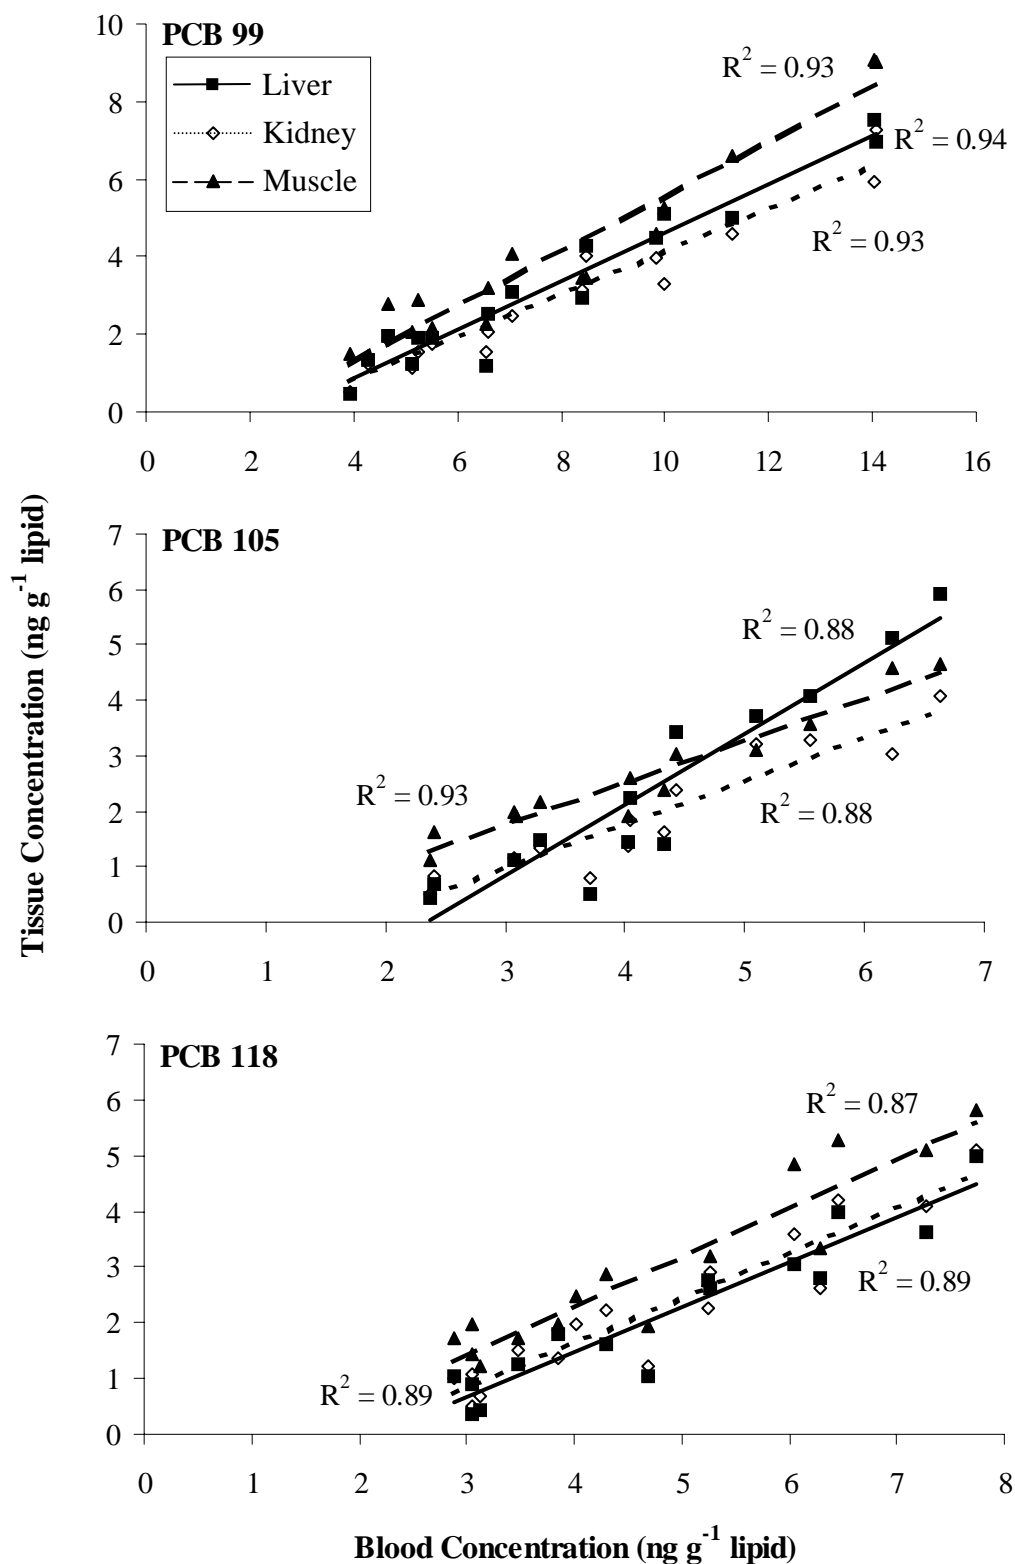 PCB 99
Liver
Kidney
Muscle
R² = 0.93
R² = 0.94
R² = 0.93
10
8
6
4
2
0
0 2 4 6 8 10 12 14 16
Tissue Concentration (ng g⁻¹ lipid)
PCB 105
R² = 0.88
R² = 0.93
R² = 0.88
7
6
5
4
3
2
1
0
0 1 2 3 4 5 6 7
PCB 118
R² = 0.87
R² = 0.89
R² = 0.89
7
6
5
4
3
2
1
0
0 1 2 3 4 5 6 7 8
Blood Concentration (ng g⁻¹ lipid)